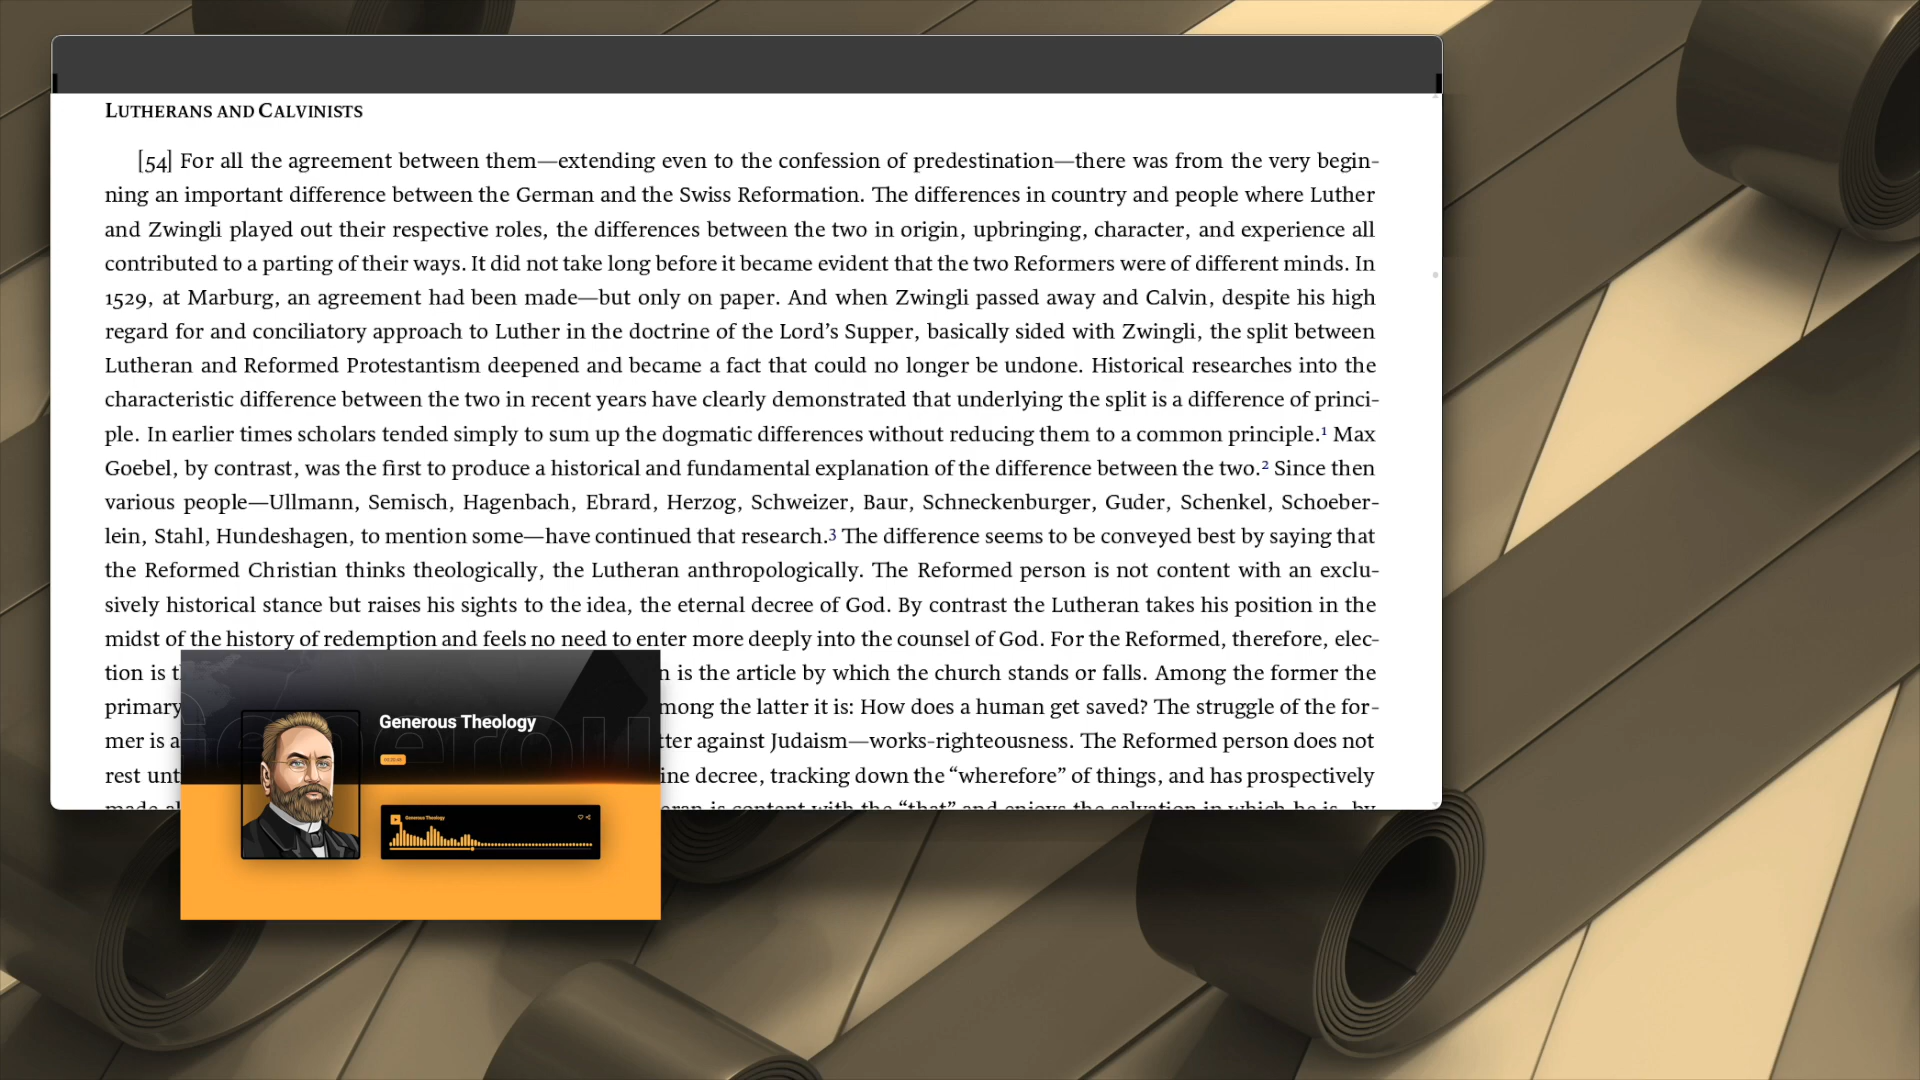 LUTHERANS AND CALVINISTS
[54] For all the agreement between them—extending even to the confession of predestination—there was from the very begin-
ning an important difference between the German and the Swiss Reformation. The differences in country and people where Luther
and Zwingli played out their respective roles, the differences between the two in origin, upbringing, character, and experience all
contributed to a parting of their ways. It did not take long before it became evident that the two Reformers were of different minds. In
1529, at Marburg, an agreement had been made—but only on paper. And when Zwingli passed away and Calvin, despite his high
regard for and conciliatory approach to Luther in the doctrine of the Lord’s Supper, basically sided with Zwingli, the split between
Lutheran and Reformed Protestantism deepened and became a fact that could no longer be undone. Historical researches into the
characteristic difference between the two in recent years have clearly demonstrated that underlying the split is a difference of princi-
ple. In earlier times scholars tended simply to sum up the dogmatic differences without reducing them to a common principle.1 Max
Goebel, by contrast, was the first to produce a historical and fundamental explanation of the difference between the two.2 Since then
various people—Ullmann, Semisch, Hagenbach, Ebrard, Herzog, Schweizer, Baur, Schneckenburger, Guder, Schenkel, Schoeber-
lein, Stahl, Hundeshagen, to mention some—have continued that research.3 The difference seems to be conveyed best by saying that
the Reformed Christian thinks theologically, the Lutheran anthropologically. The Reformed person is not content with an exclu-
sively historical stance but raises his sights to the idea, the eternal decree of God. By contrast the Lutheran takes his position in the
midst of the history of redemption and feels no need to enter more deeply into the counsel of God. For the Reformed, therefore, elec-
tion is is the article by which the church stands or falls. Among the former the
primary mong the latter it is: How does a human get saved? The struggle of the for-
mer is a tter against Judaism—works-righteousness. The Reformed person does not
rest unt ine decree, tracking down the “wherefore” of things, and has prospectively
content with the “that” and enjoys the salvation in which he is, by
Generous Theology
Generous Theology